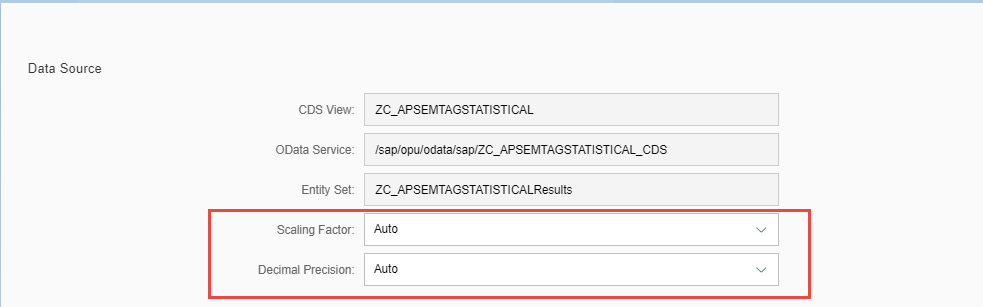 Data Source
CDS View: ZC_APSEMTAGSTATISTICAL
OData Service: /sap/opu/odata/sap/ZC_APSEMTAGSTATISTICAL_CDS
Entity Set: ZC_APSEMTAGSTATISTICALResults
Scaling Factor: Auto
Decimal Precision: Auto